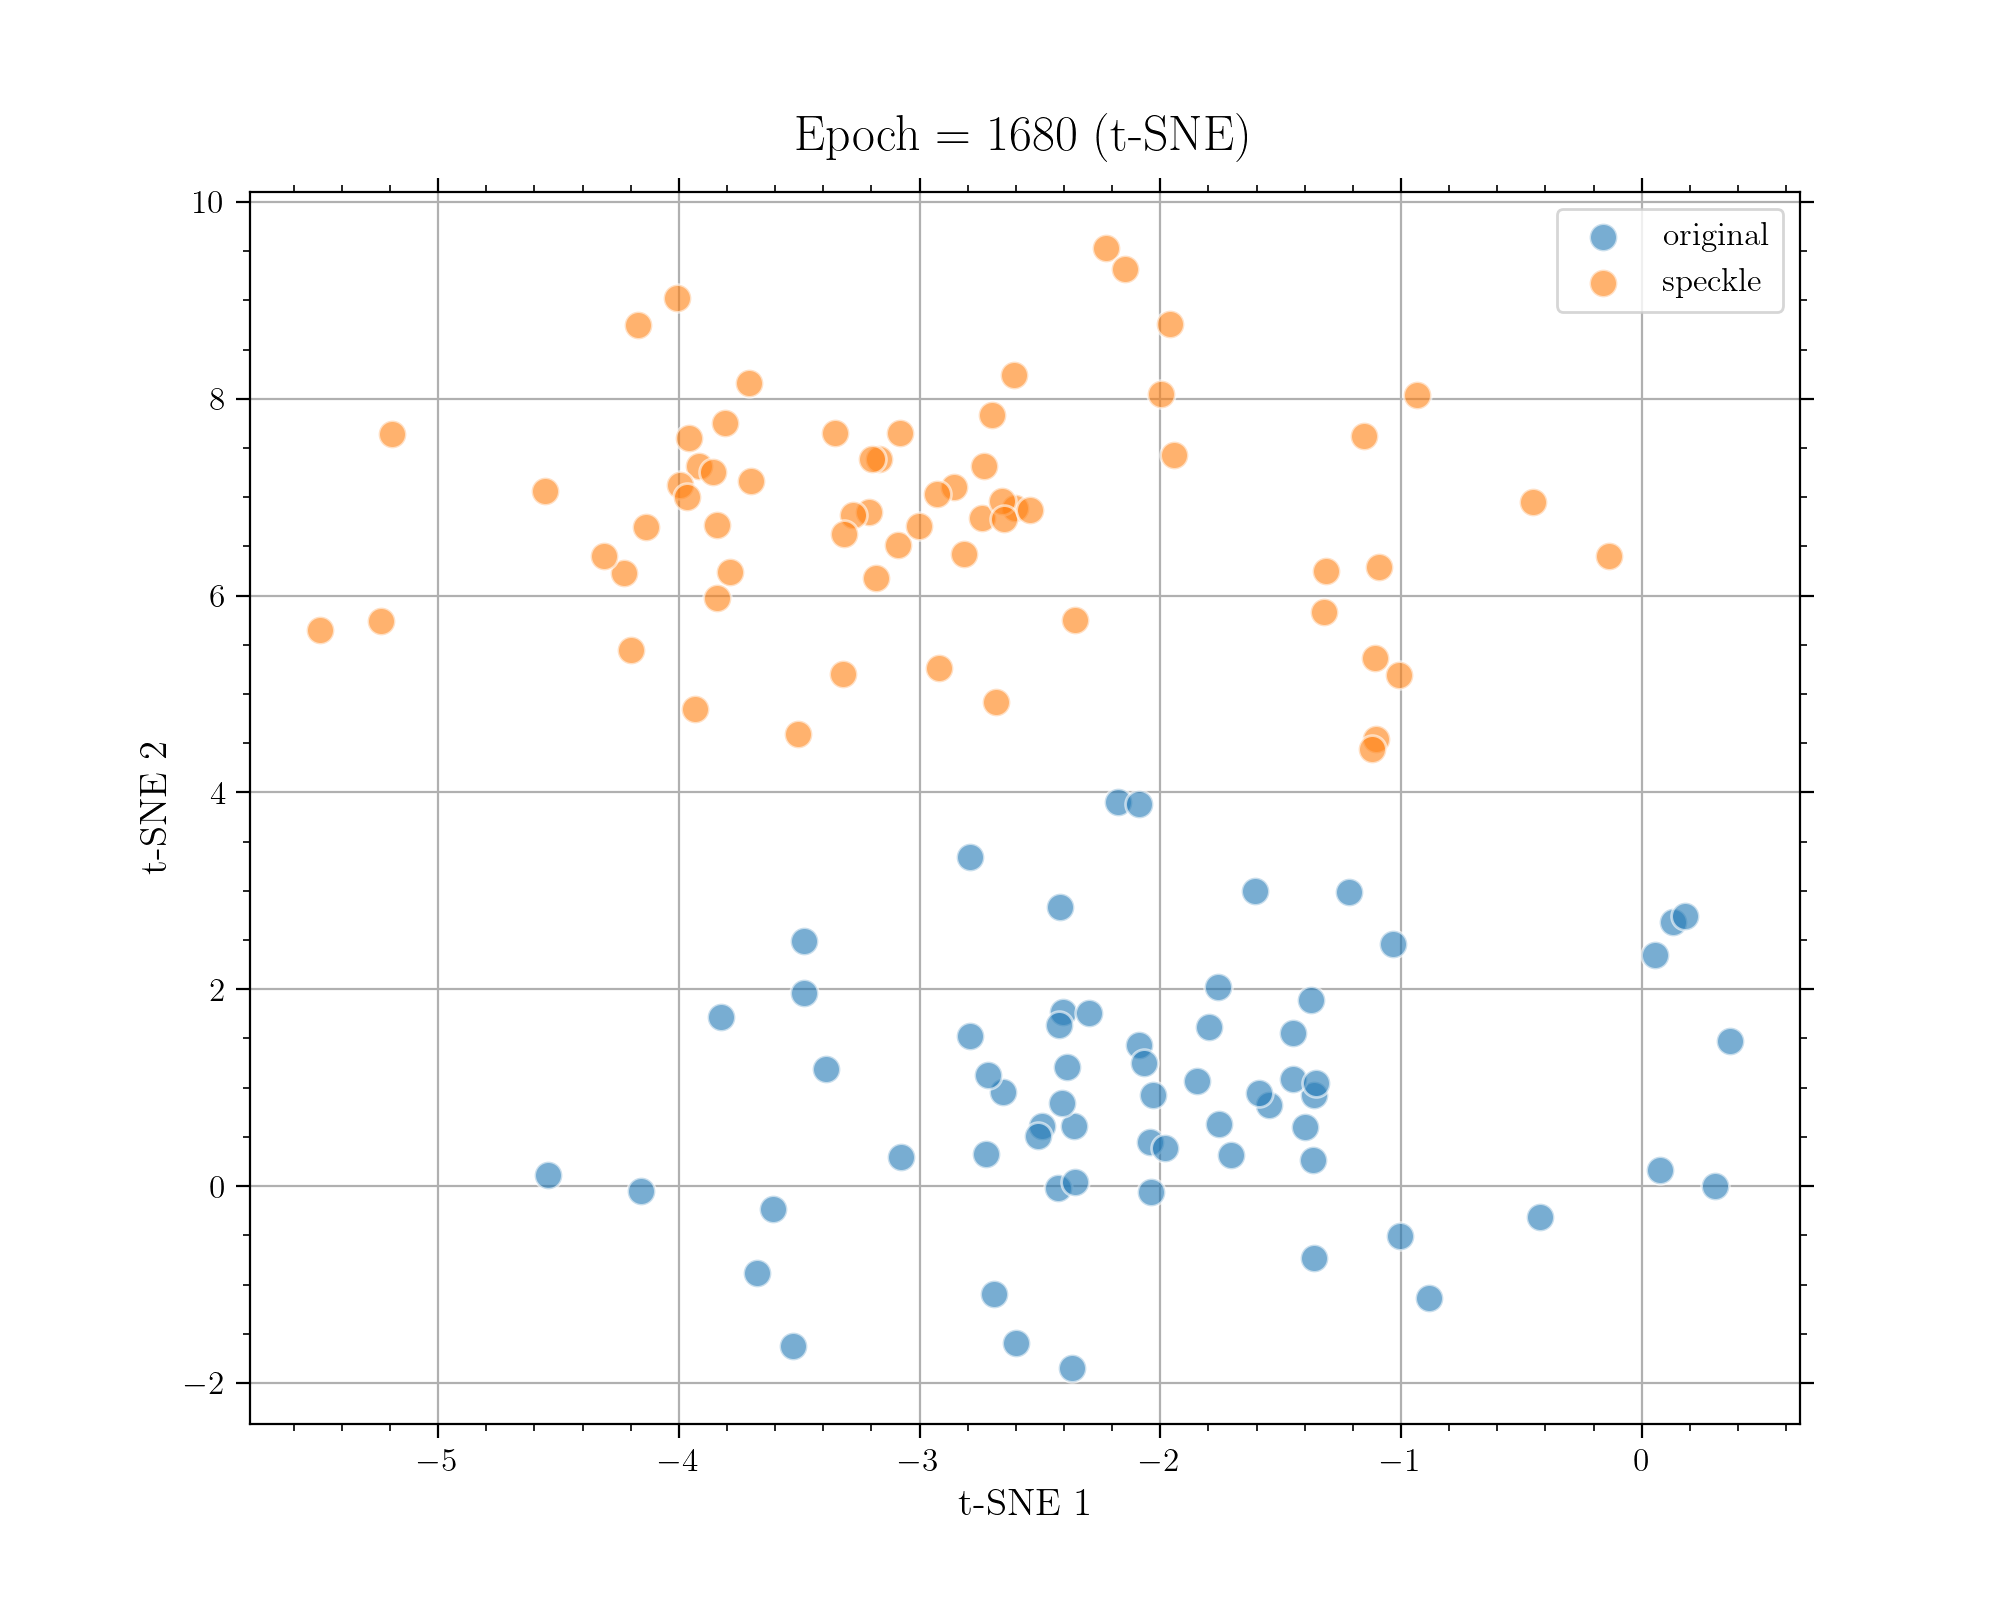 Epoch = 1680 (t-SNE)
original
speckle
10
8
6
4
2
0
−2
t-SNE 2
−5 −4 −3 −2 −1 0
t-SNE 1